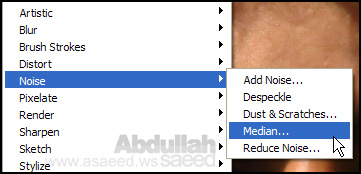 Artistic
Blur
Brush Strokes
Distort
Noise
Pixelate
Render
Sharpen
Sketch
Stylize
Add Noise...
Despeckle
Dust & Scratches...
Median...
Reduce Noise...
Abdullah
saeed
www.asaeed.ws